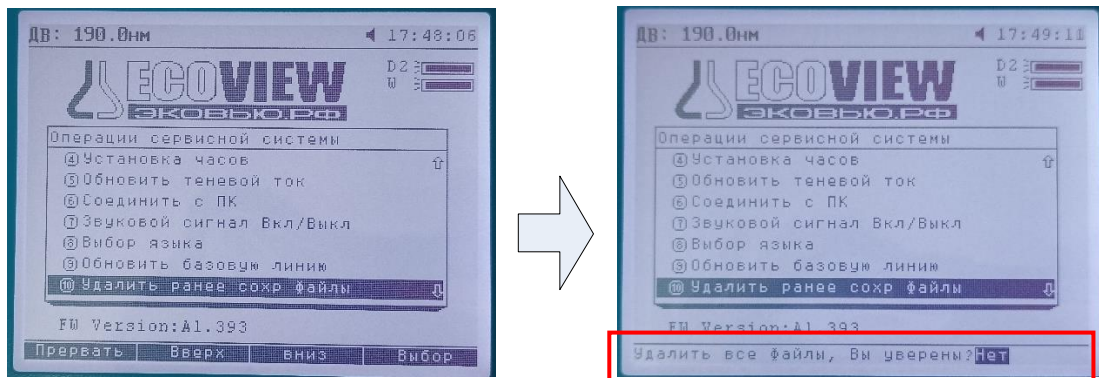 ДВ: 190.0нм 17:48:06
ECOVIEW
D2
W
ЭКОВЬЮ.РФ
Операции сервисной системы
④Установка часов
⑤Обновить теневой ток
⑥Соединить с ПК
⑦Звуковой сигнал Вкл/Выкл
⑧Выбор языка
⑨Обновить базовую линию
⑩Удалить ранее сохр файлы
FW Version:A1.393
Прервать Вверх вниз Выбор
ДВ: 190.0нм 17:49:11
ECOVIEW
D2
W
ЭКОВЬЮ.РФ
Операции сервисной системы
④Установка часов
⑤Обновить теневой ток
⑥Соединить с ПК
⑦Звуковой сигнал Вкл/Выкл
⑧Выбор языка
⑨Обновить базовую линию
⑩Удалить ранее сохр файлы
FW Version:A1.393
Удалить все файлы, Вы уверены?Нет